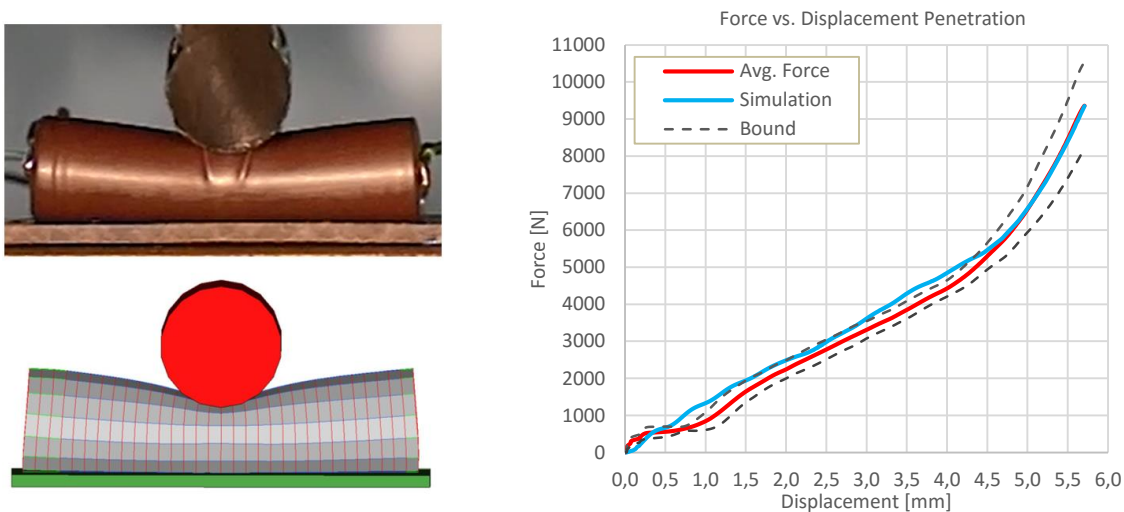 Force vs. Displacement Penetration
11000
10000
9000
8000
7000
6000
5000
4000
3000
2000
1000
0
Force [N]
Avg. Force
Simulation
Bound
0,0 0,5 1,0 1,5 2,0 2,5 3,0 3,5 4,0 4,5 5,0 5,5 6,0
Displacement [mm]